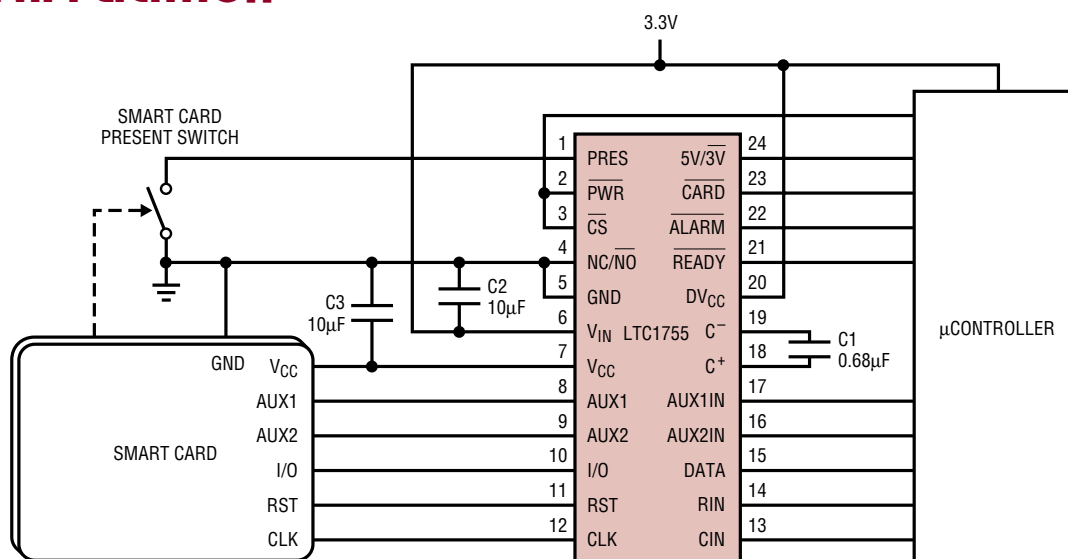 3.3V
SMART CARD
PRESENT SWITCH
1
PRES
5V/3V
24
2
PWR
CARD
23
3
CS
ALARM
22
4
NC/NO
READY
21
5
GND
DVCC
20
6
VIN
LTC1755
C–
19
7
VCC
C+
18
8
AUX1
AUX1IN
17
9
AUX2
AUX2IN
16
10
I/O
DATA
15
11
RST
RIN
14
12
CLK
CIN
13
C3
10µF
C2
10µF
C1
0.68µF
µCONTROLLER
GND
VCC
AUX1
AUX2
SMART CARD
I/O
RST
CLK